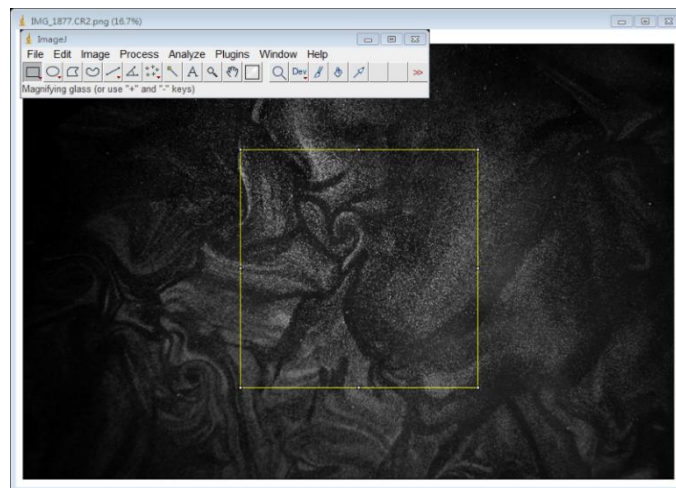 IMG_1877.CR2.png (16.7%)
ImageJ
File Edit Image Process Analyze Plugins Window Help
A Dev >>
Magnifying glass (or use "+" and "-" keys)